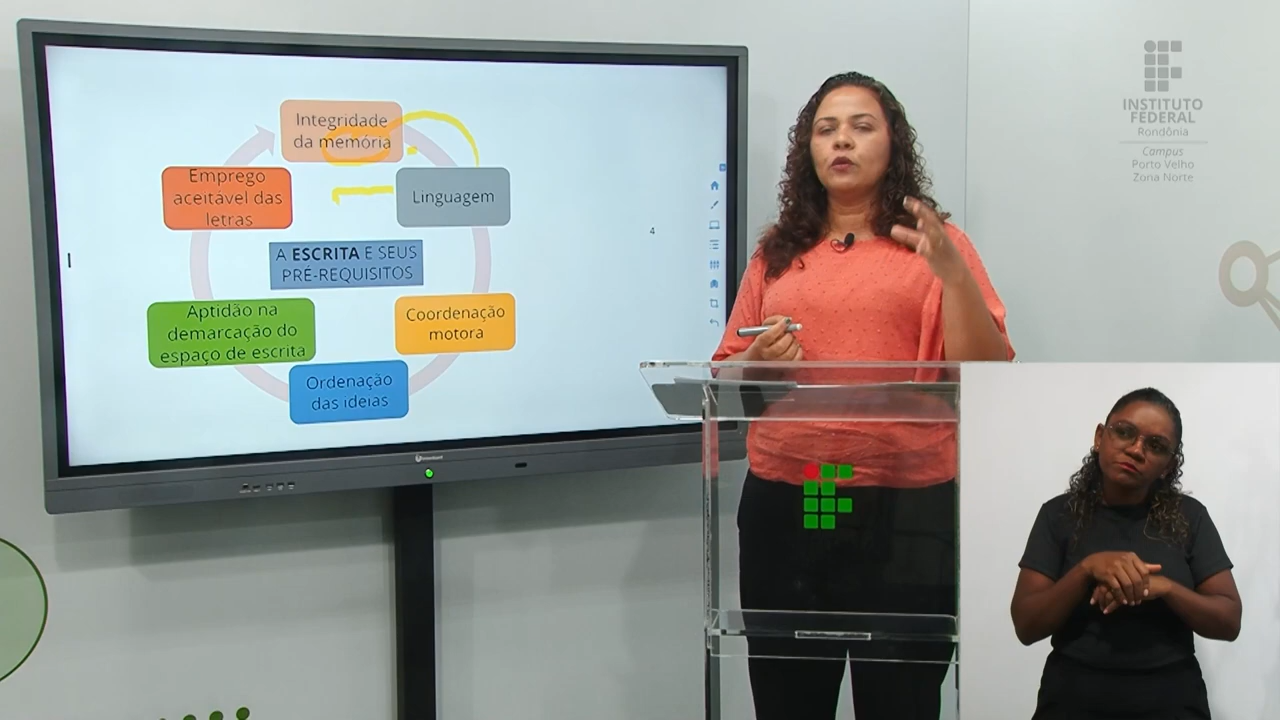 Integridade
da memória
Emprego
aceitável das
letras
Linguagem
A ESCRITA E SEUS
PRÉ-REQUISITOS
4
Aptidão na
demarcação do
espaço de escrita
Coordenação
motora
Ordenação
das ideias
INSTITUTO
FEDERAL
Rondônia
Campus
Porto Velho
Zona Norte